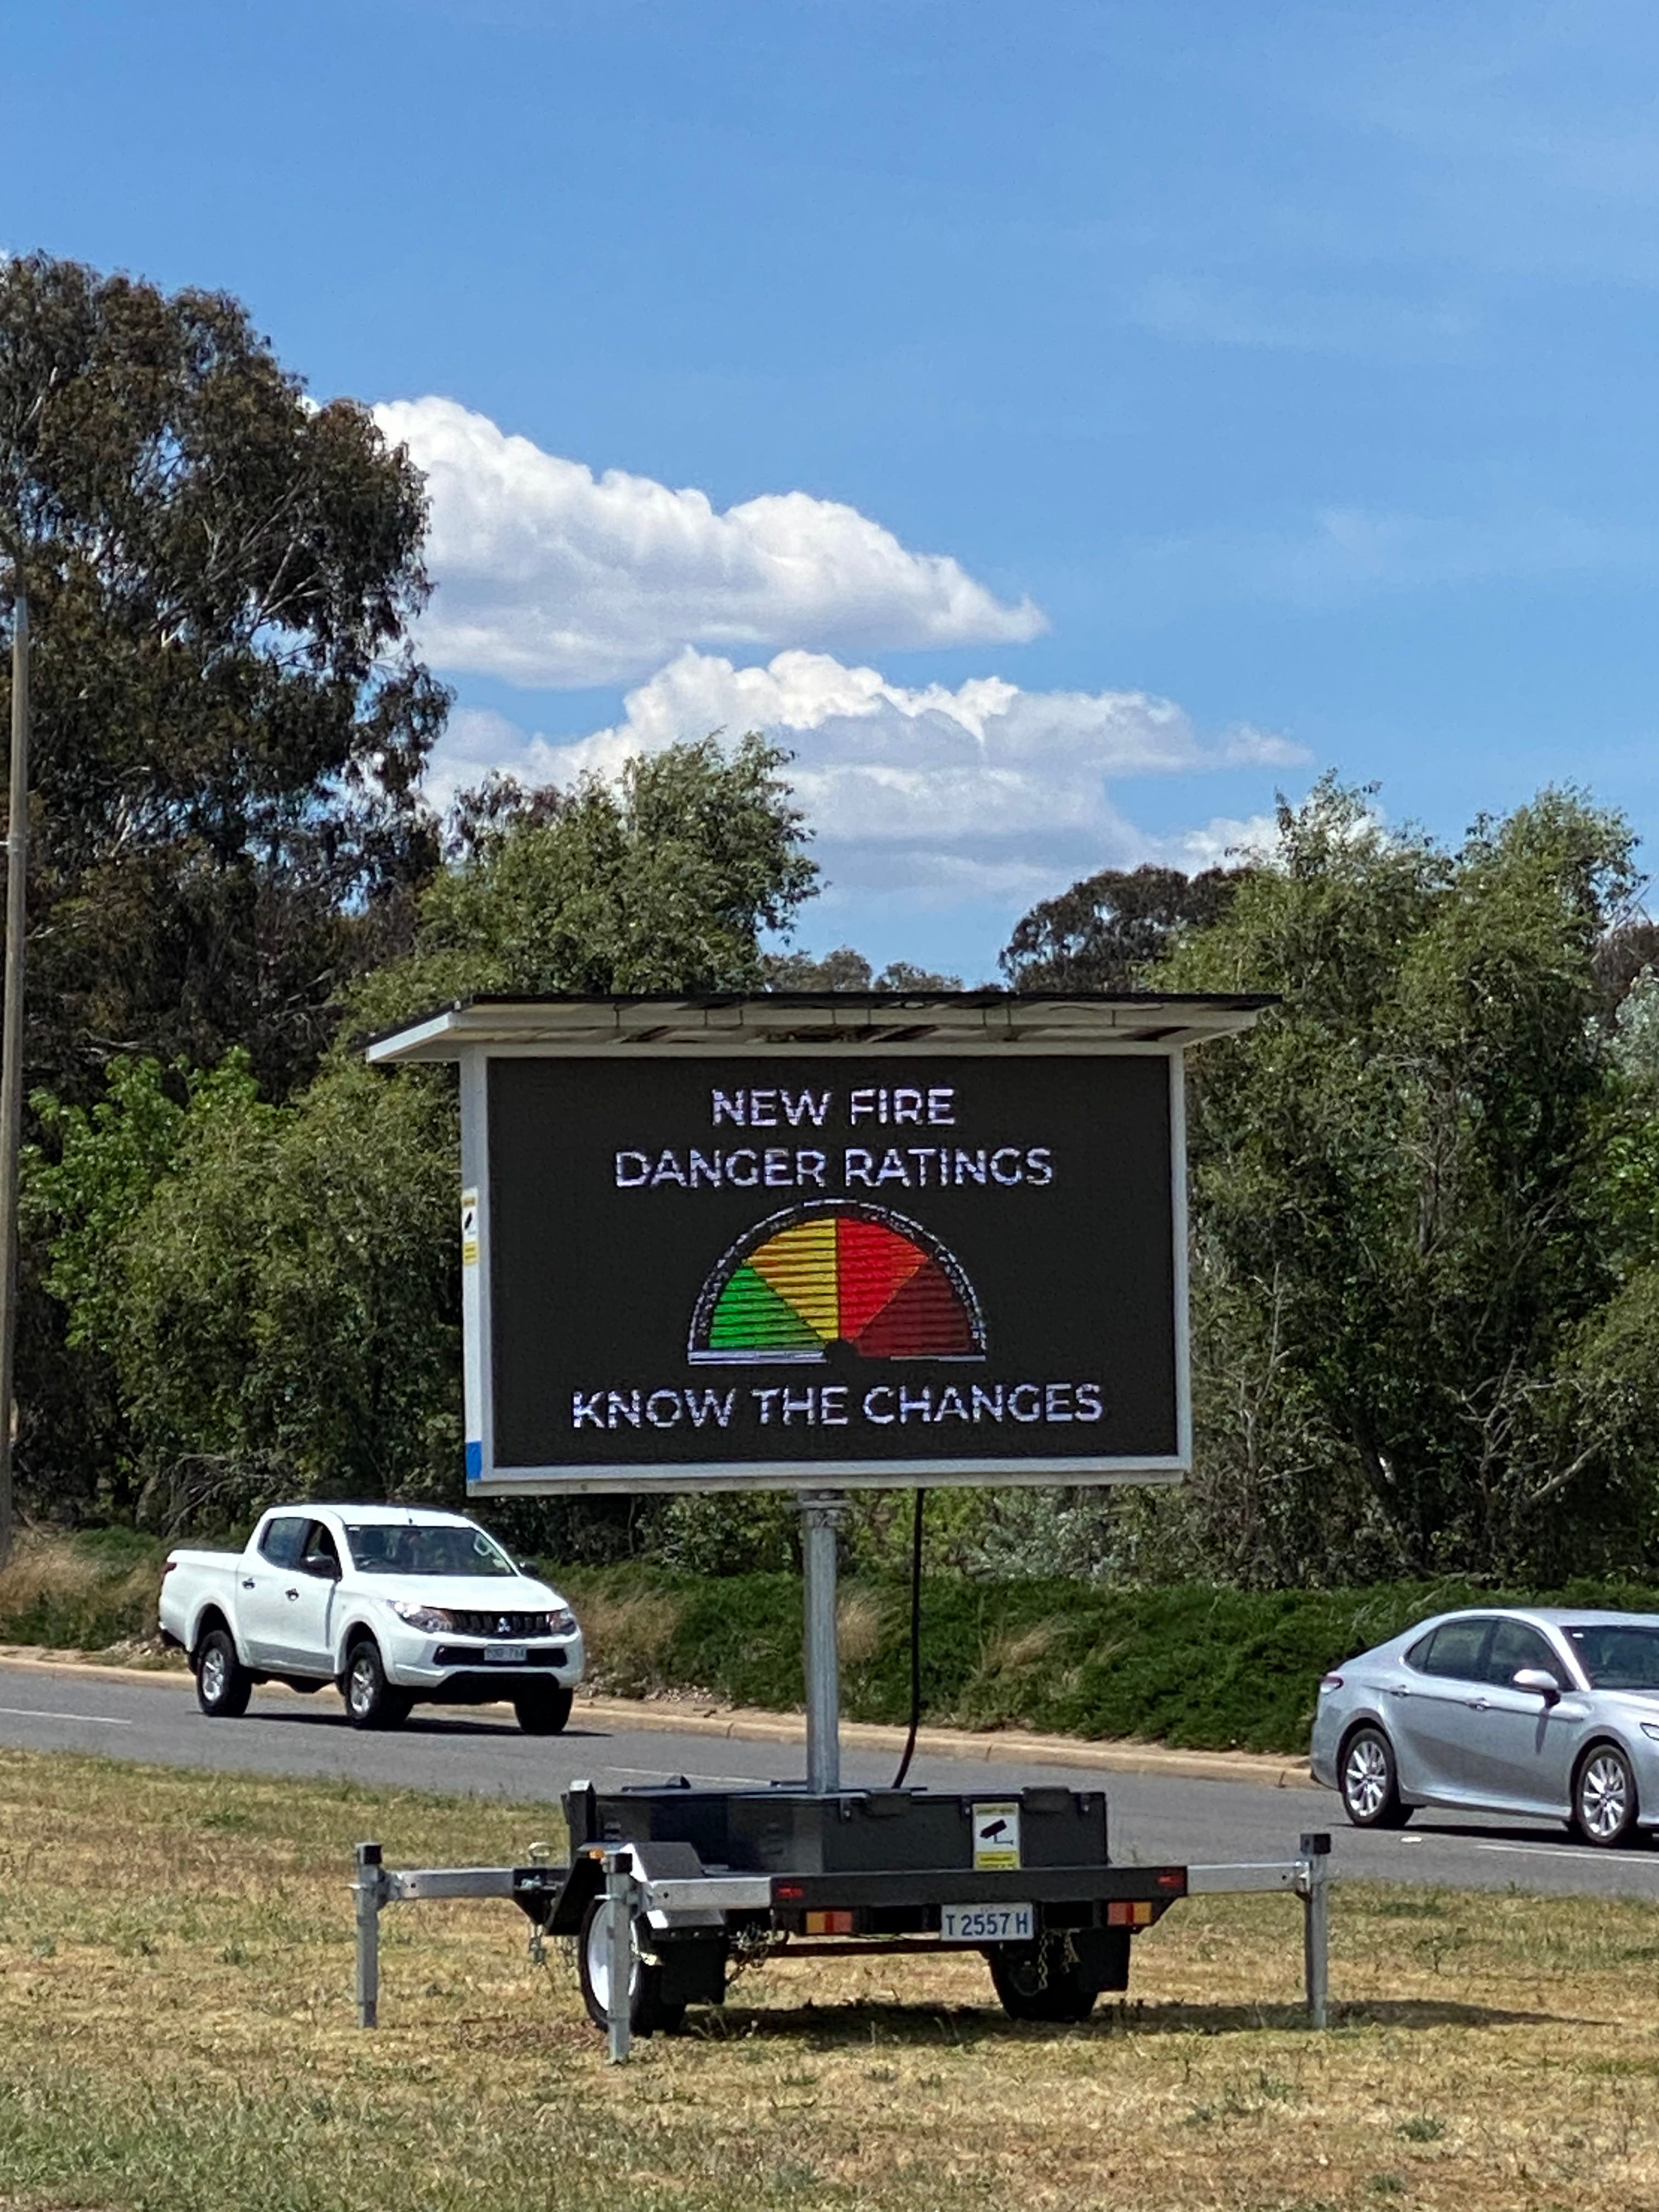 NEW FIRE
DANGER RATINGS
KNOW THE CHANGES
T 2557 H